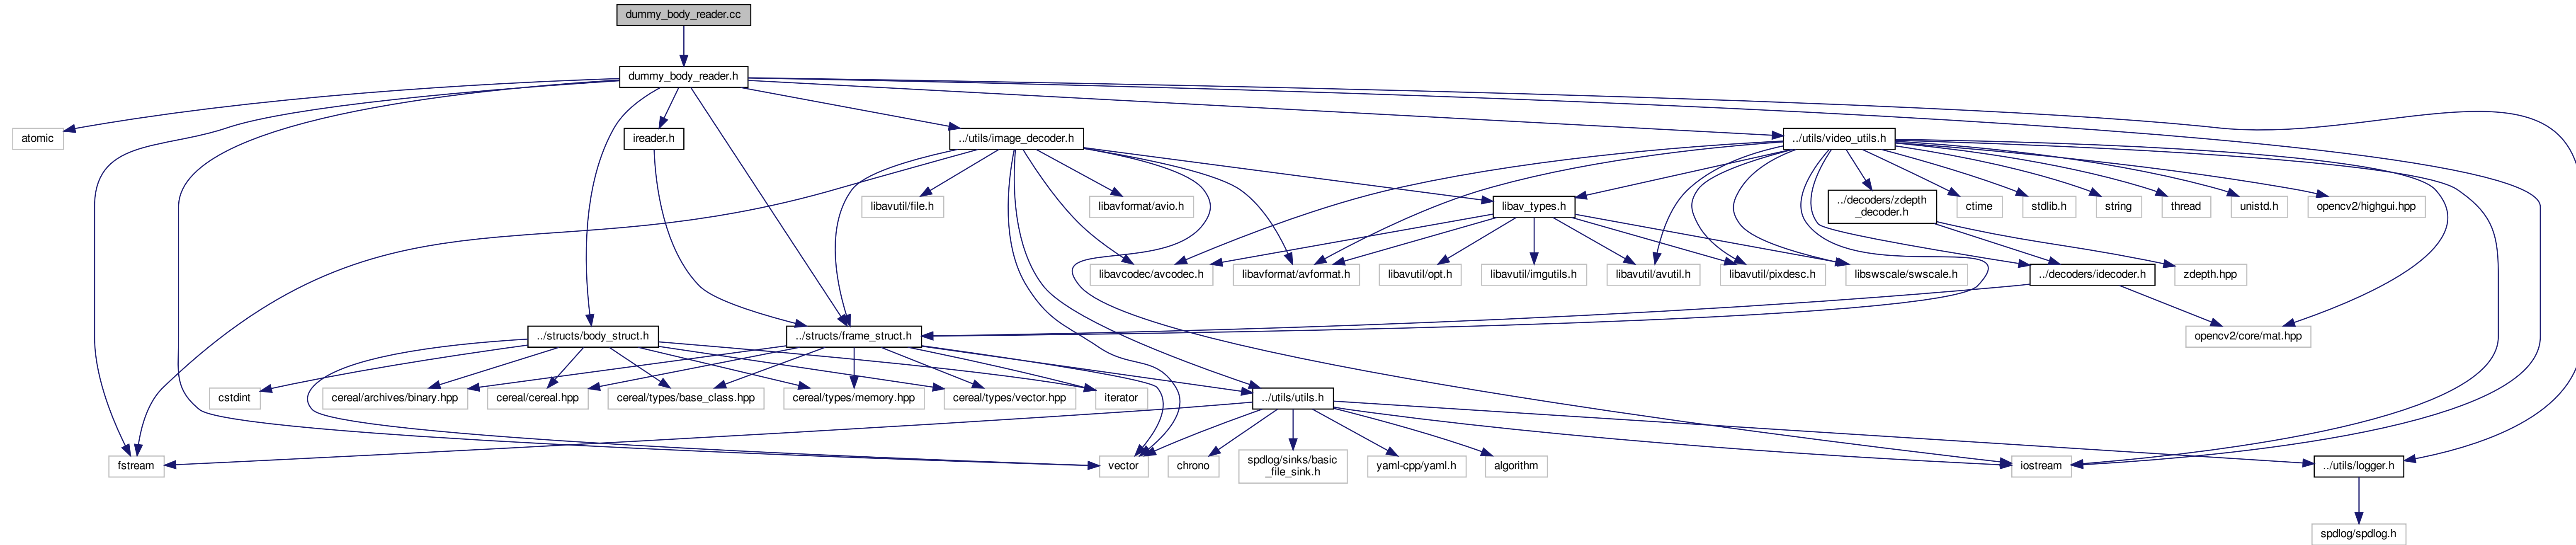 dummy_body_reader.cc
dummy_body_reader.h
atomic
ireader.h
../utils/image_decoder.h
../utils/video_utils.h
libavutil/file.h
libavformat/avio.h
libav_types.h
../decoders/zdepth
_decoder.h
ctime
stdlib.h
string
thread
unistd.h
opencv2/highgui.hpp
libavcodec/avcodec.h
libavformat/avformat.h
libavutil/opt.h
libavutil/imgutils.h
libavutil/avutil.h
libavutil/pixdesc.h
libswscale/swscale.h
../decoders/idecoder.h
zdepth.hpp
../structs/body_struct.h
../structs/frame_struct.h
opencv2/core/mat.hpp
cstdint
cereal/archives/binary.hpp
cereal/cereal.hpp
cereal/types/base_class.hpp
cereal/types/memory.hpp
cereal/types/vector.hpp
iterator
../utils/utils.h
fstream
vector
chrono
spdlog/sinks/basic
_file_sink.h
yaml-cpp/yaml.h
algorithm
iostream
../utils/logger.h
spdlog/spdlog.h